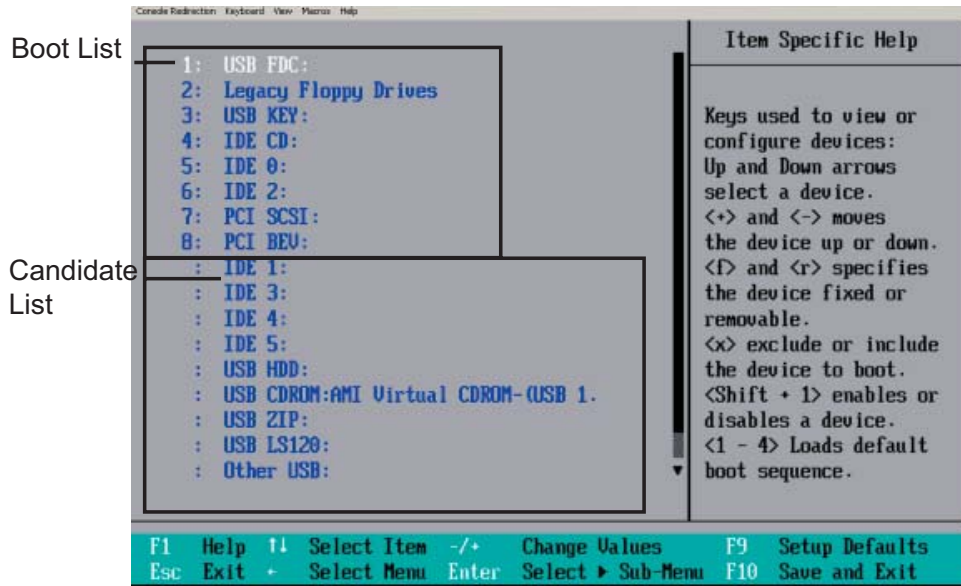 Console Redirection Keyboard View Macros Help
Boot List
1: USB FDC:
2: Legacy Floppy Drives
3: USB KEY:
4: IDE CD:
5: IDE 0:
6: IDE 2:
7: PCI SCSI:
8: PCI BEV:
Candidate
List
: IDE 1:
: IDE 3:
: IDE 4:
: IDE 5:
: USB HDD:
: USB CDROM:AMI Virtual CDROM-(USB 1.
: USB ZIP:
: USB LS120:
: Other USB:
Item Specific Help
Keys used to view or
configure devices:
Up and Down arrows
select a device.
<+> and <-> moves
the device up or down.
<f> and <r> specifies
the device fixed or
removable.
<x> exclude or include
the device to boot.
<Shift + 1> enables or
disables a device.
<1 - 4> Loads default
boot sequence.
F1 Help ↑↓ Select Item -/+ Change Values F9 Setup Defaults
Esc Exit ← Select Menu Enter Select ▶ Sub-Menu F10 Save and Exit